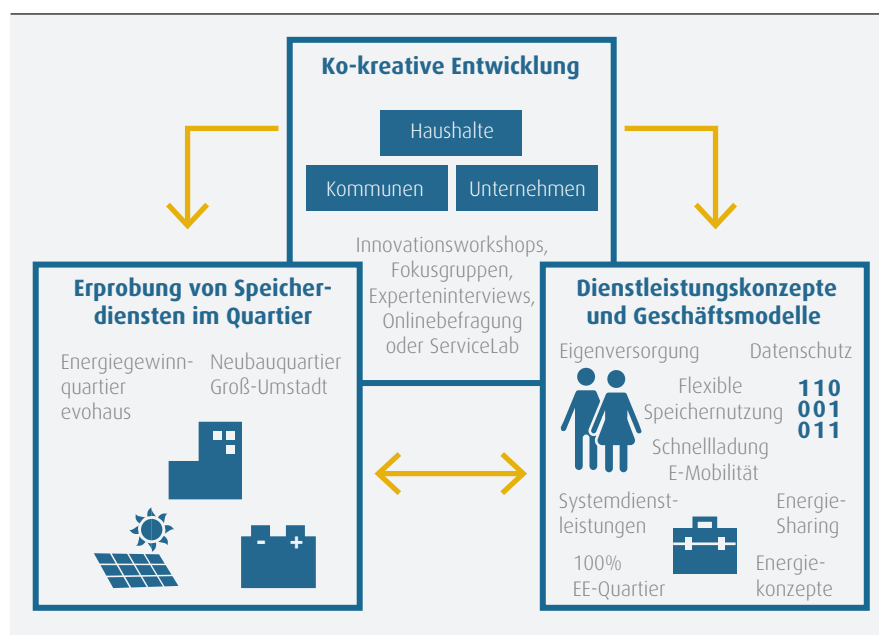 Ko-kreative Entwicklung
Haushalte
Kommunen
Unternehmen
Innovationsworkshops,
Fokusgruppen,
Experteninterviews,
Onlinebefragung
oder ServiceLab
Erprobung von Speicher-
diensten im Quartier
Energiegewinn-
quartier
evohaus
Neubauquartier
Groß-Umstadt
- +
Dienstleistungskonzepte
und Geschäftsmodelle
Eigenversorgung
Datenschutz
Flexible
Speichernutzung
110
001
011
Schnellladung
E-Mobilität
Systemdienst-
leistungen
Energie-
Sharing
100%
EE-Quartier
Energie-
konzepte